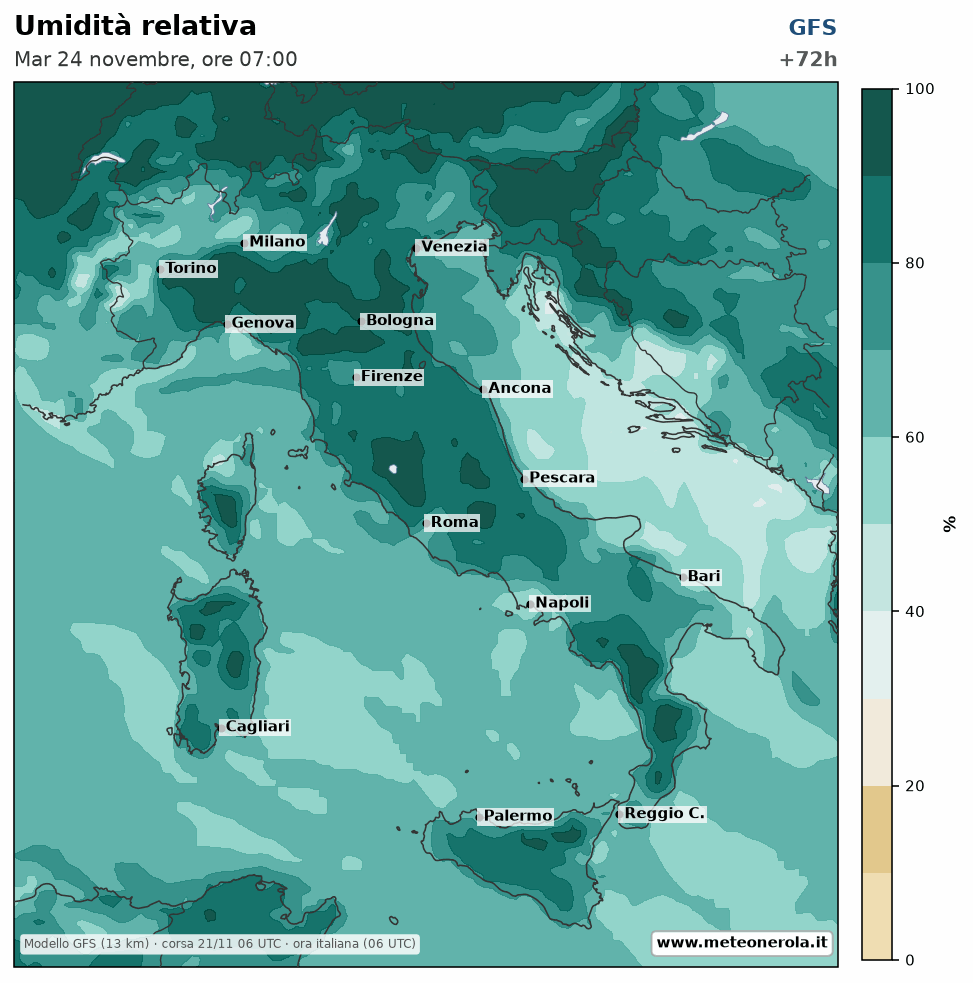 Umidità relativa
GFS
Mar 24 novembre, ore 07:00
+72h
100
80
60
40
20
0
%
Milano
Venezia
Torino
Genova
Bologna
Firenze
Ancona
Pescara
Roma
Bari
Napoli
Cagliari
Palermo
Reggio C.
Modello GFS (13 km) · corsa 21/11 06 UTC · ora italiana (06 UTC)
www.meteonerola.it